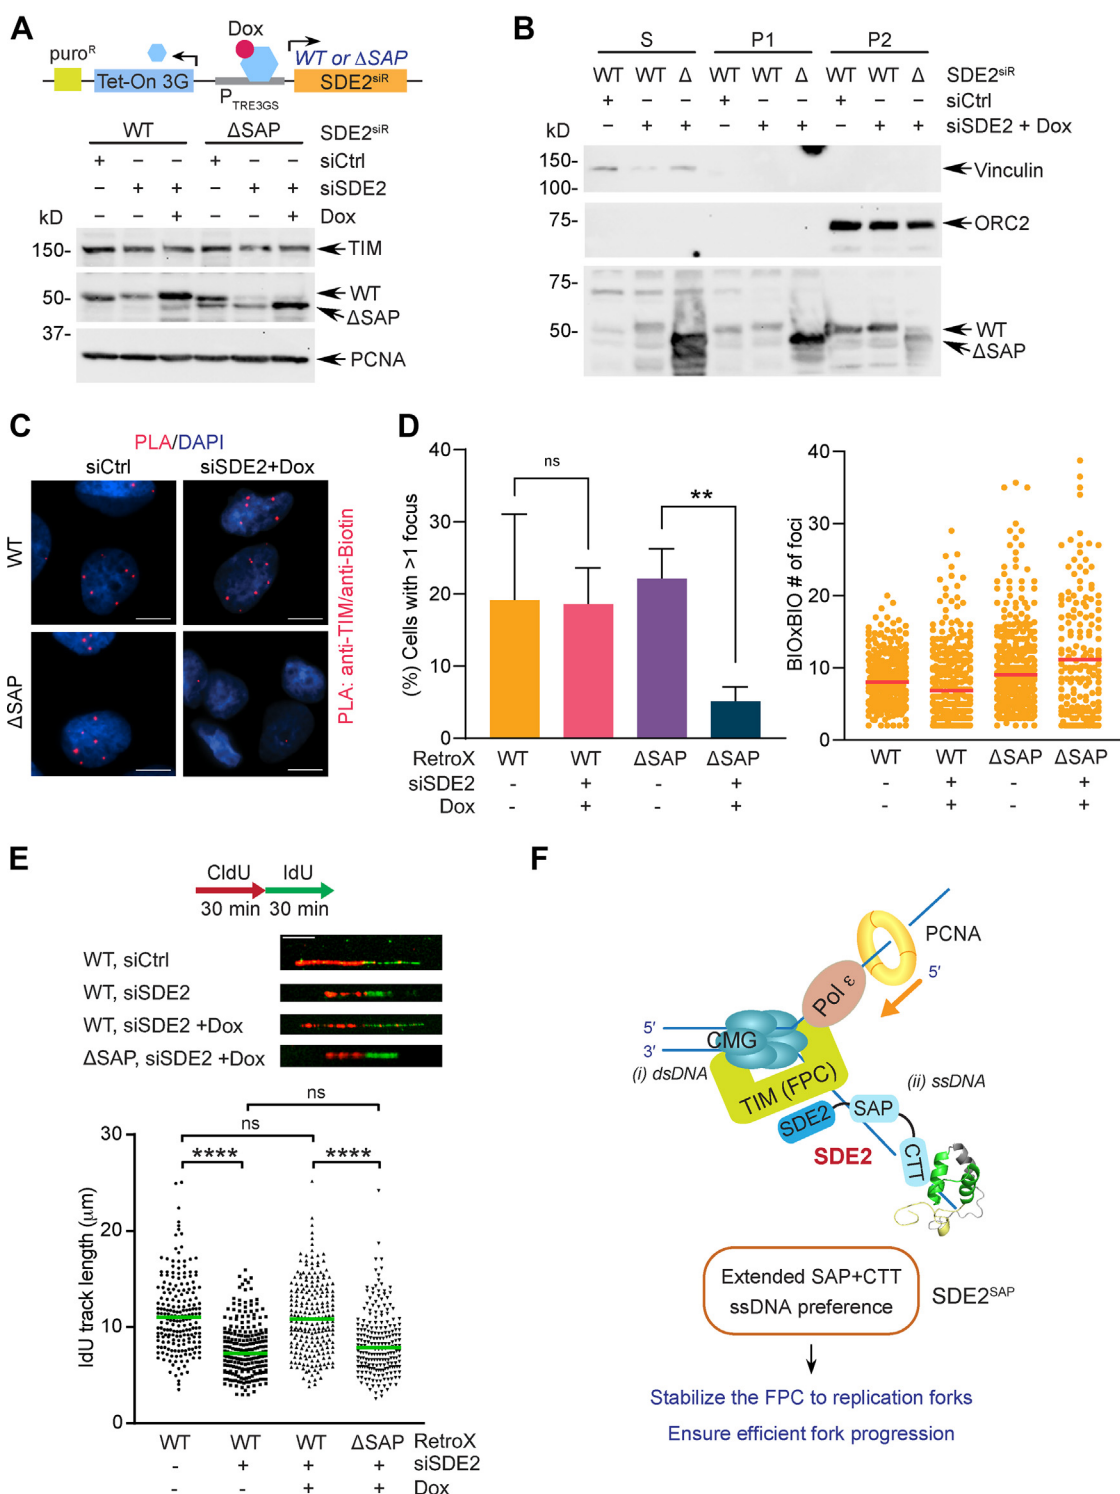 A
Dox
puroR
WT or ΔSAP
Tet-On 3G
SDE2siR
PTRE3GS
WT ΔSAP SDE2siR
+ – – + – – siCtrl
– + + – + + siSDE2
– – + – – + Dox
kD
150- TIM
50- WT
ΔSAP
37-
PCNA
B
S P1 P2
WT WT Δ WT WT Δ WT WT Δ SDE2siR
+ – – + – – + – – siCtrl
– + + – + + – + + siSDE2 + Dox
kD
150- Vinculin
100-
75- ORC2
75-
50- WT
ΔSAP
C
PLA/DAPI
siCtrl siSDE2+Dox
WT
ΔSAP
PLA: anti-TIM/anti-Biotin
D
(%) Cells with >1 focus
40
30
20
10
0
ns
**
RetroX WT WT ΔSAP ΔSAP
siSDE2 - + - +
Dox - + - +
BIOxBIO # of foci
40
30
20
10
0
WT WT ΔSAP ΔSAP
- + - +
- + - +
E
CldU IdU
30 min 30 min
WT, siCtrl
WT, siSDE2
WT, siSDE2 +Dox
ΔSAP, siSDE2 +Dox
ns
ns
**** ****
IdU track length (μm)
30
20
10
0
WT WT WT ΔSAP RetroX
- + + + siSDE2
- - + + Dox
F
PCNA
5′
Pol ε
5′
CMG
3′
(i) dsDNA
TIM (FPC)
(ii) ssDNA
SDE2
SAP
CTT
SDE2
Extended SAP+CTT
ssDNA preference
SDE2SAP
Stabilize the FPC to replication forks
Ensure efficient fork progression